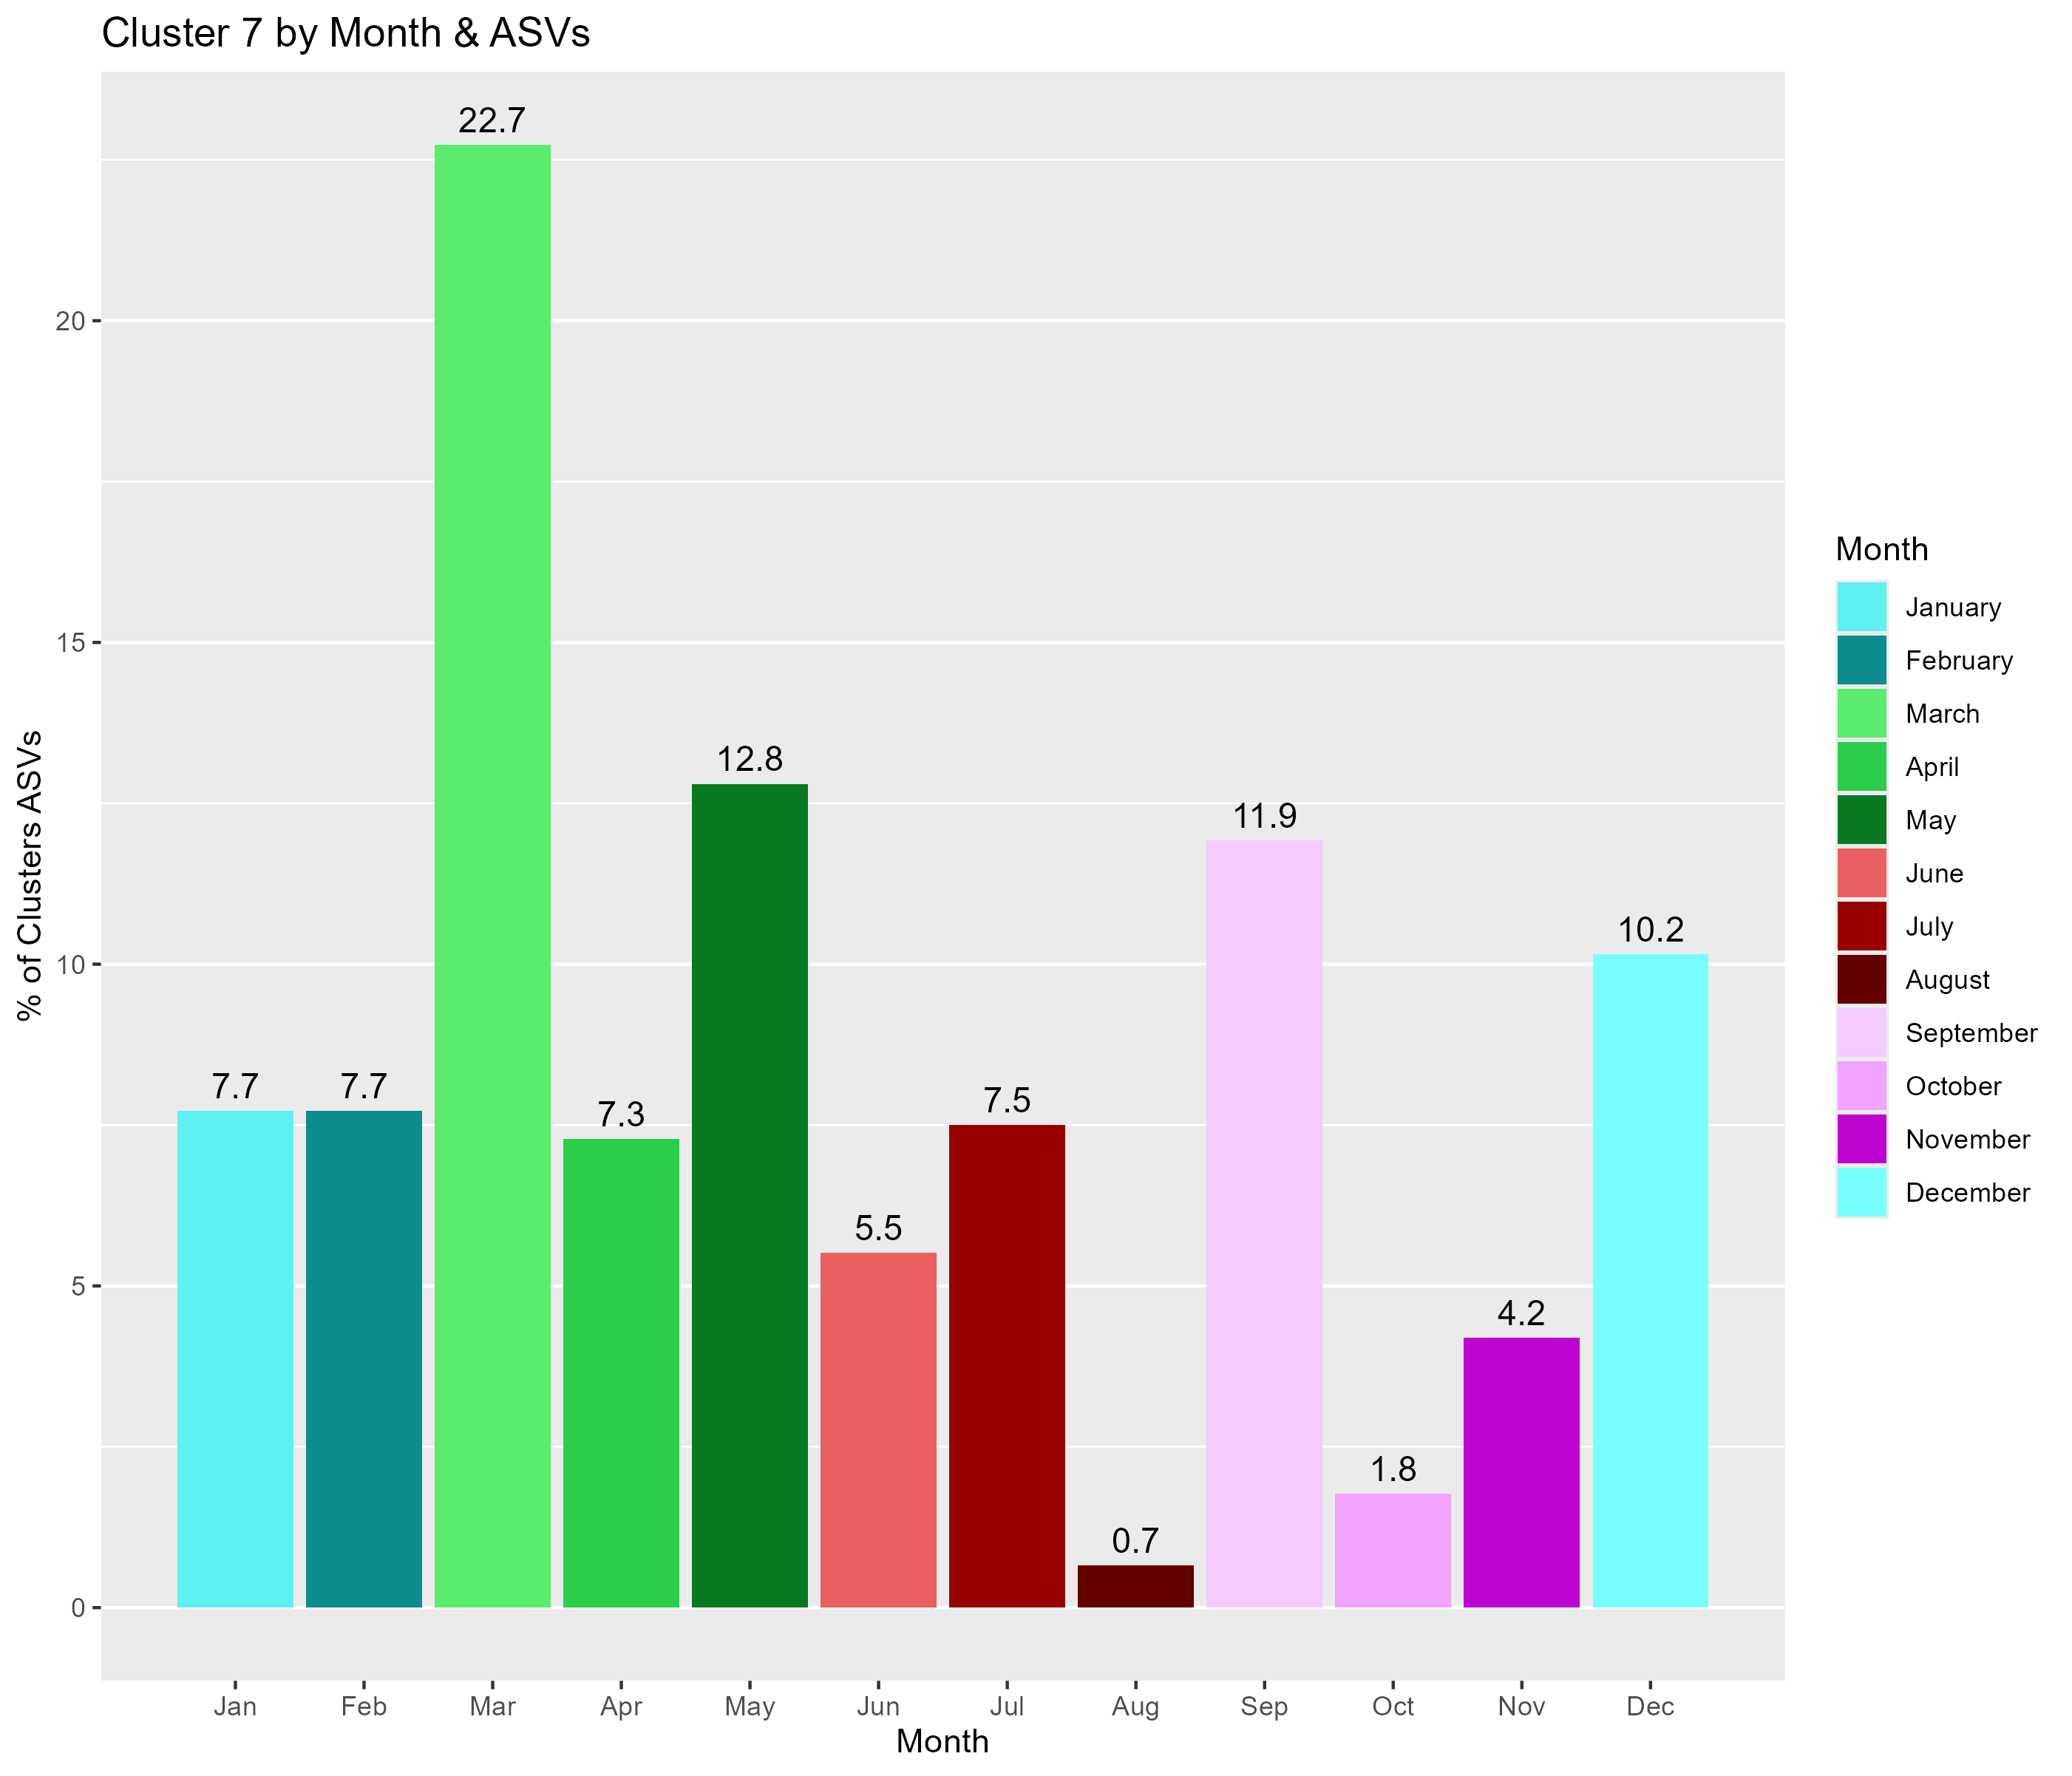 Cluster 7 by Month & ASVs
% of Clusters ASVs
20
15
10
5
0
22.7
12.8
11.9
10.2
7.7
7.7
7.3
7.5
5.5
4.2
1.8
0.7
Jan Feb Mar Apr May Jun Jul Aug Sep Oct Nov Dec
Month
Month
January
February
March
April
May
June
July
August
September
October
November
December